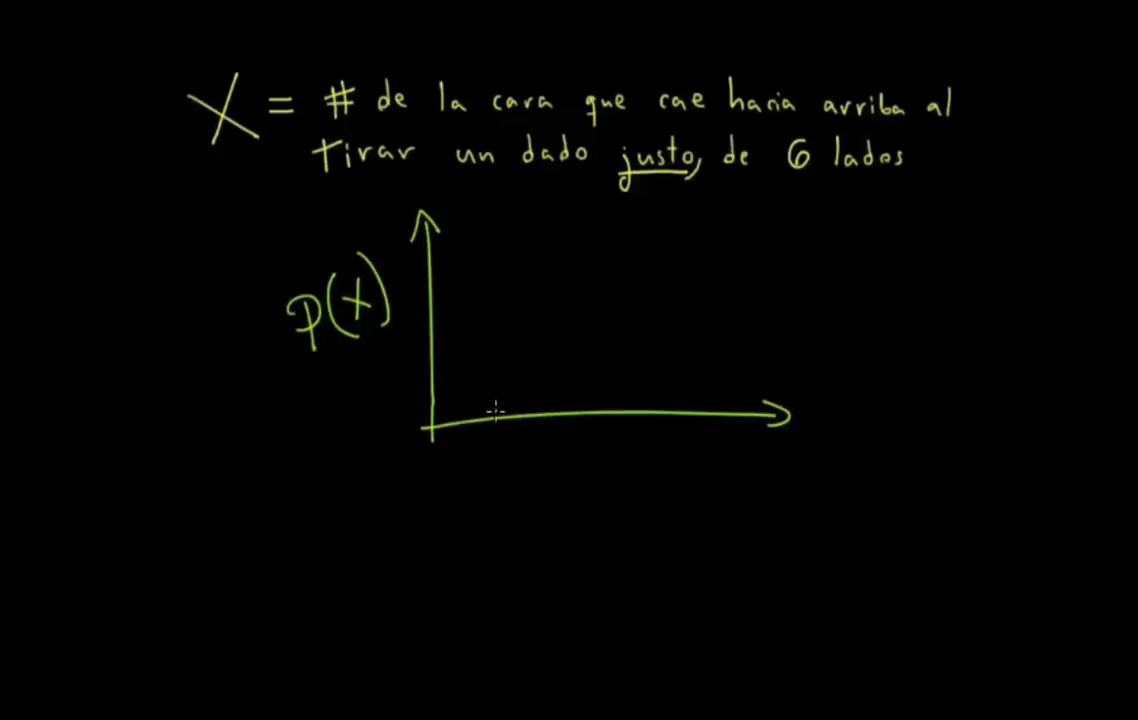 X = # de la cara que cae hacia arriba al
tirar un dado justo, de 6 lados
P(x)